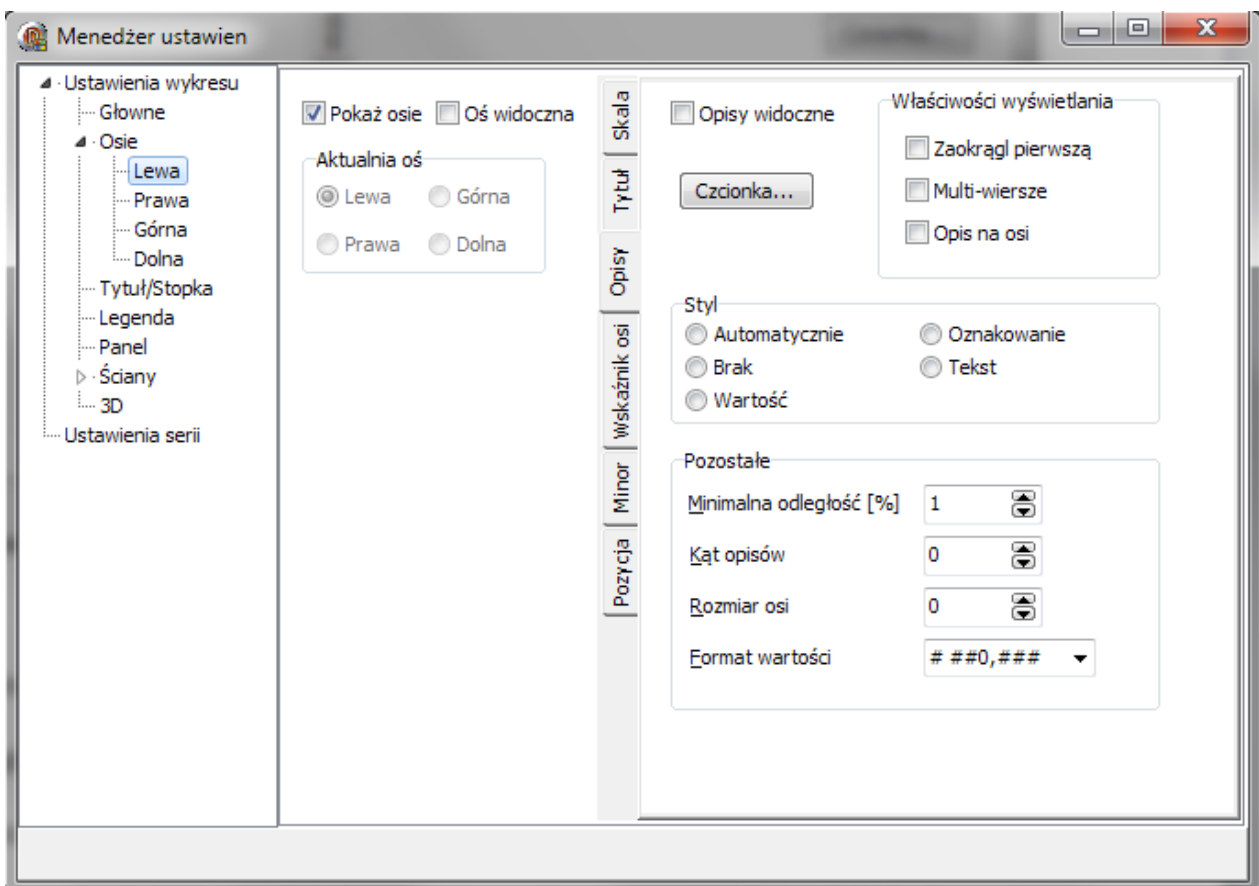 Menedżer ustawien
Ustawienia wykresu
Głowne
Osie
Lewa
Prawa
Górna
Dolna
Tytuł/Stopka
Legenda
Panel
Ściany
3D
Ustawienia serii
Pokaż osie
Oś widoczna
Aktualnia oś
Lewa
Górna
Prawa
Dolna
Skala
Tytuł
Opisy
Wskaźnik osi
Minor
Pozycja
Opisy widoczne
Czcionka...
Właściwości wyświetlania
Zaokrągl pierwszą
Multi-wiersze
Opis na osi
Styl
Automatycznie
Oznakowanie
Brak
Tekst
Wartość
Pozostałe
Minimalna odległość [%]
1
Kąt opisów
0
Rozmiar osi
0
Format wartości
# ##0,###